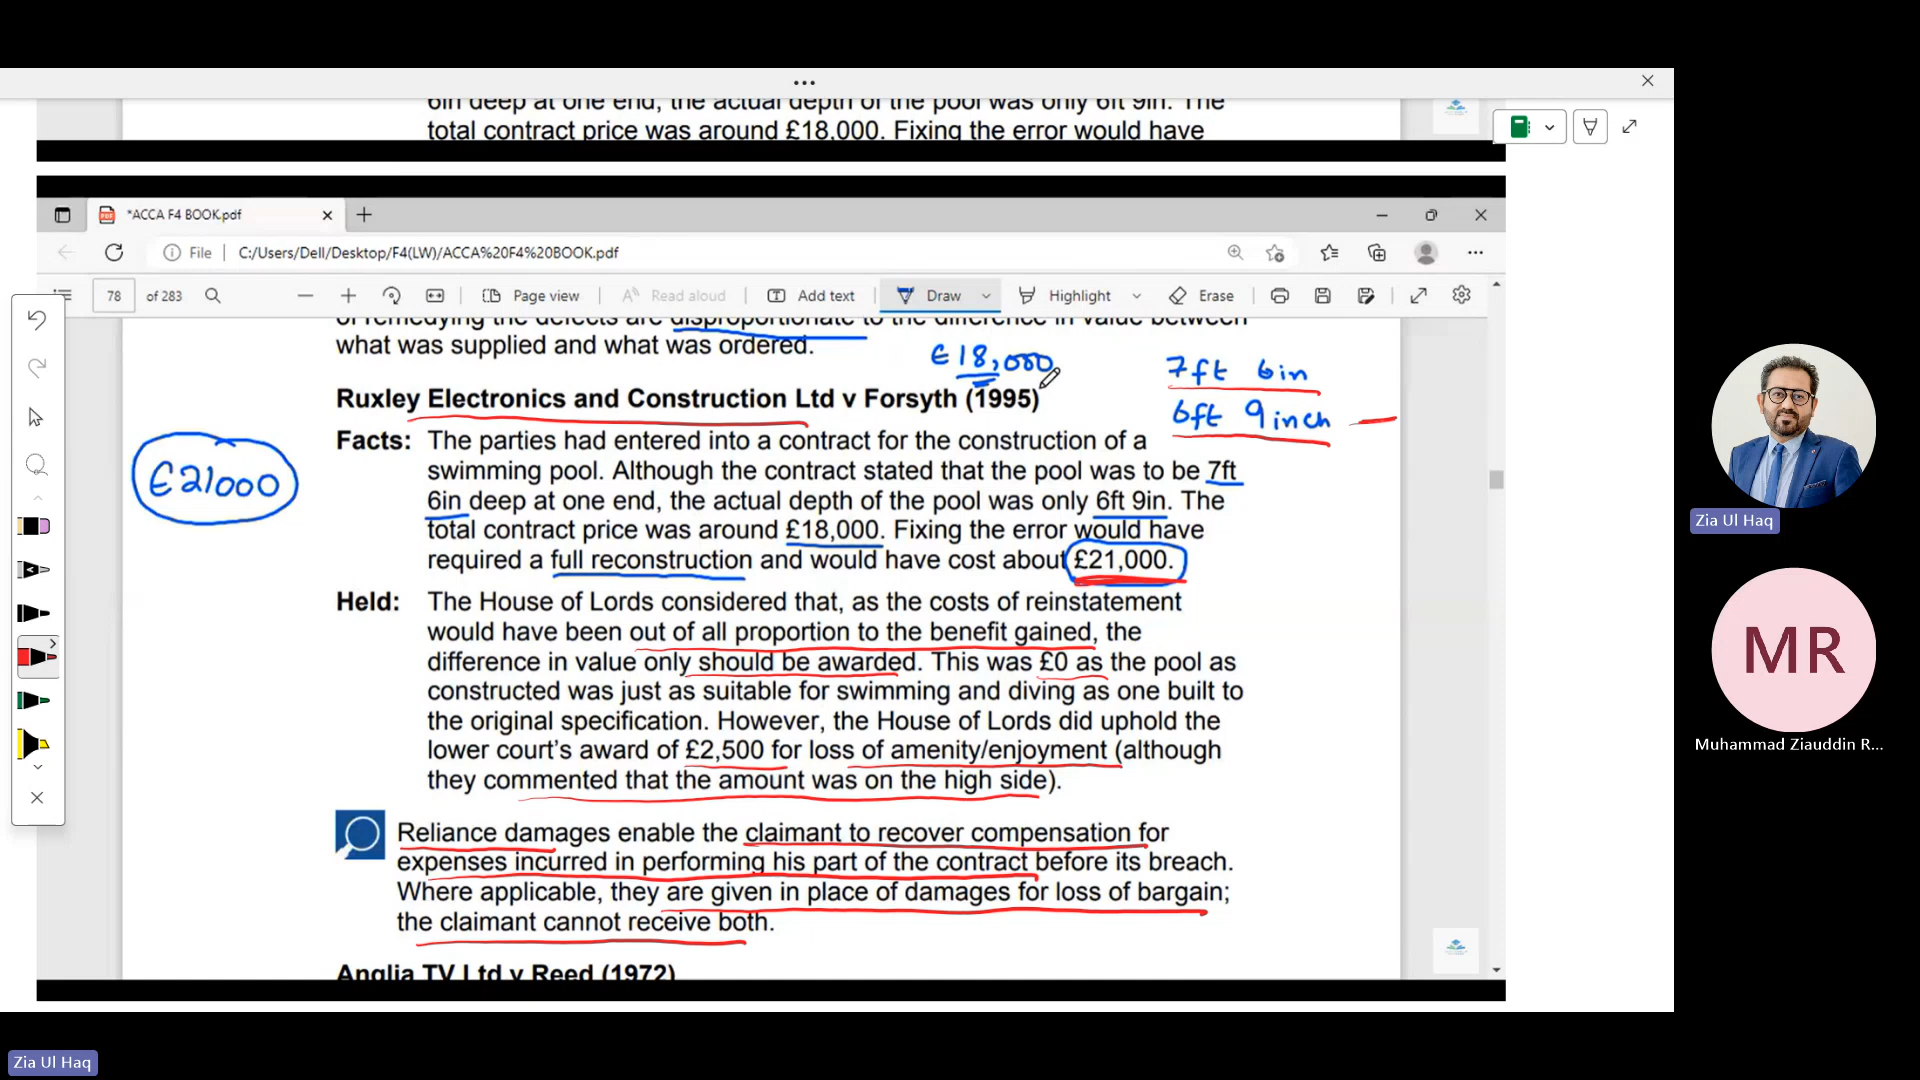 6in deep at one end, the actual depth of the pool was only 6ft 9in. The
total contract price was around £18,000. Fixing the error would have
*ACCA F4 BOOK.pdf
File C:/Users/Dell/Desktop/F4(LW)/ACCA%20F4%20BOOK.pdf
78 of 283 Page view Read aloud Add text Draw Highlight Erase
of remedying the defects are disproportionate to the difference in value between
what was supplied and what was ordered.
£18,000
7ft 6in
6ft 9inch
Ruxley Electronics and Construction Ltd v Forsyth (1995)
£21000
Facts: The parties had entered into a contract for the construction of a
swimming pool. Although the contract stated that the pool was to be 7ft
6in deep at one end, the actual depth of the pool was only 6ft 9in. The
total contract price was around £18,000. Fixing the error would have
required a full reconstruction and would have cost about £21,000.
Held: The House of Lords considered that, as the costs of reinstatement
would have been out of all proportion to the benefit gained, the
difference in value only should be awarded. This was £0 as the pool as
constructed was just as suitable for swimming and diving as one built to
the original specification. However, the House of Lords did uphold the
lower court's award of £2,500 for loss of amenity/enjoyment (although
they commented that the amount was on the high side).
Reliance damages enable the claimant to recover compensation for
expenses incurred in performing his part of the contract before its breach.
Where applicable, they are given in place of damages for loss of bargain;
the claimant cannot receive both.
Anglia TV Ltd v Reed (1972)
Zia Ul Haq
MR
Muhammad Ziauddin R...
Zia Ul Haq